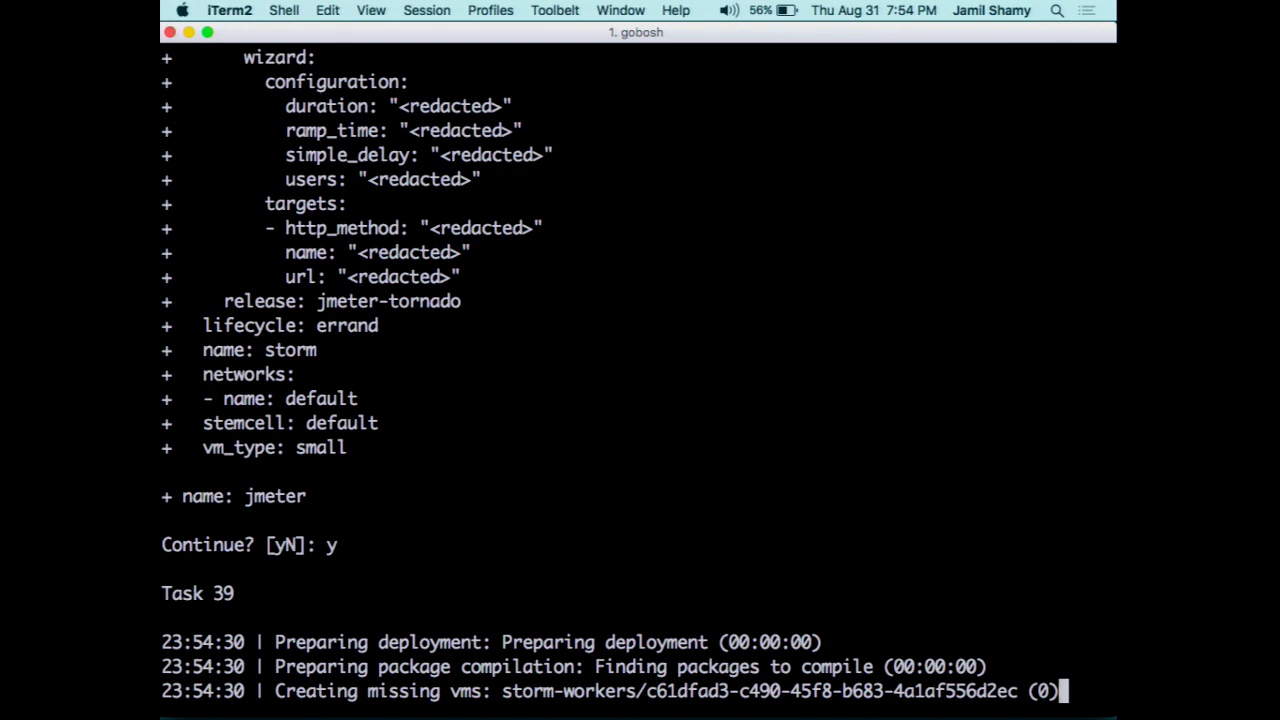 iTerm2 Shell Edit View Session Profiles Toolbelt Window Help 56% Thu Aug 31 7:54 PM Jamil Shamy
1. gobosh
+ wizard:
+ configuration:
+ duration: "<redacted>"
+ ramp_time: "<redacted>"
+ simple_delay: "<redacted>"
+ users: "<redacted>"
+ targets:
+ - http_method: "<redacted>"
+ name: "<redacted>"
+ url: "<redacted>"
+ release: jmeter-tornado
+ lifecycle: errand
+ name: storm
+ networks:
+ - name: default
+ stemcell: default
+ vm_type: small
+ name: jmeter
Continue? [yN]: y
Task 39
23:54:30 | Preparing deployment: Preparing deployment (00:00:00)
23:54:30 | Preparing package compilation: Finding packages to compile (00:00:00)
23:54:30 | Creating missing vms: storm-workers/c61dfad3-c490-45f8-b683-4a1af556d2ec (0)